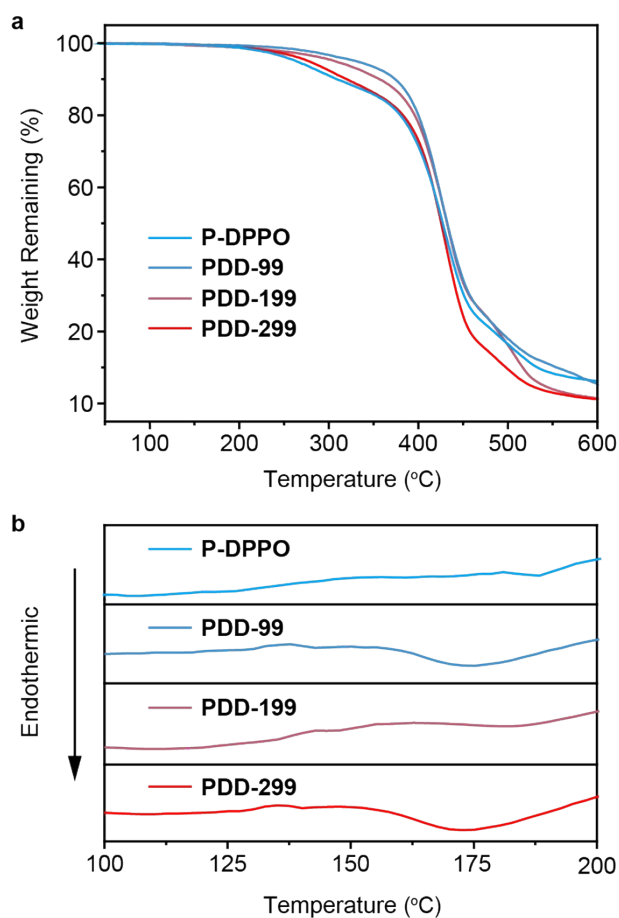 a
100
80
60
40
20
10
Weight Remaining (%)
P-DPPO
PDD-99
PDD-199
PDD-299
100 200 300 400 500 600
Temperature (°C)
b
Endothermic
P-DPPO
PDD-99
PDD-199
PDD-299
100 125 150 175 200
Temperature (°C)